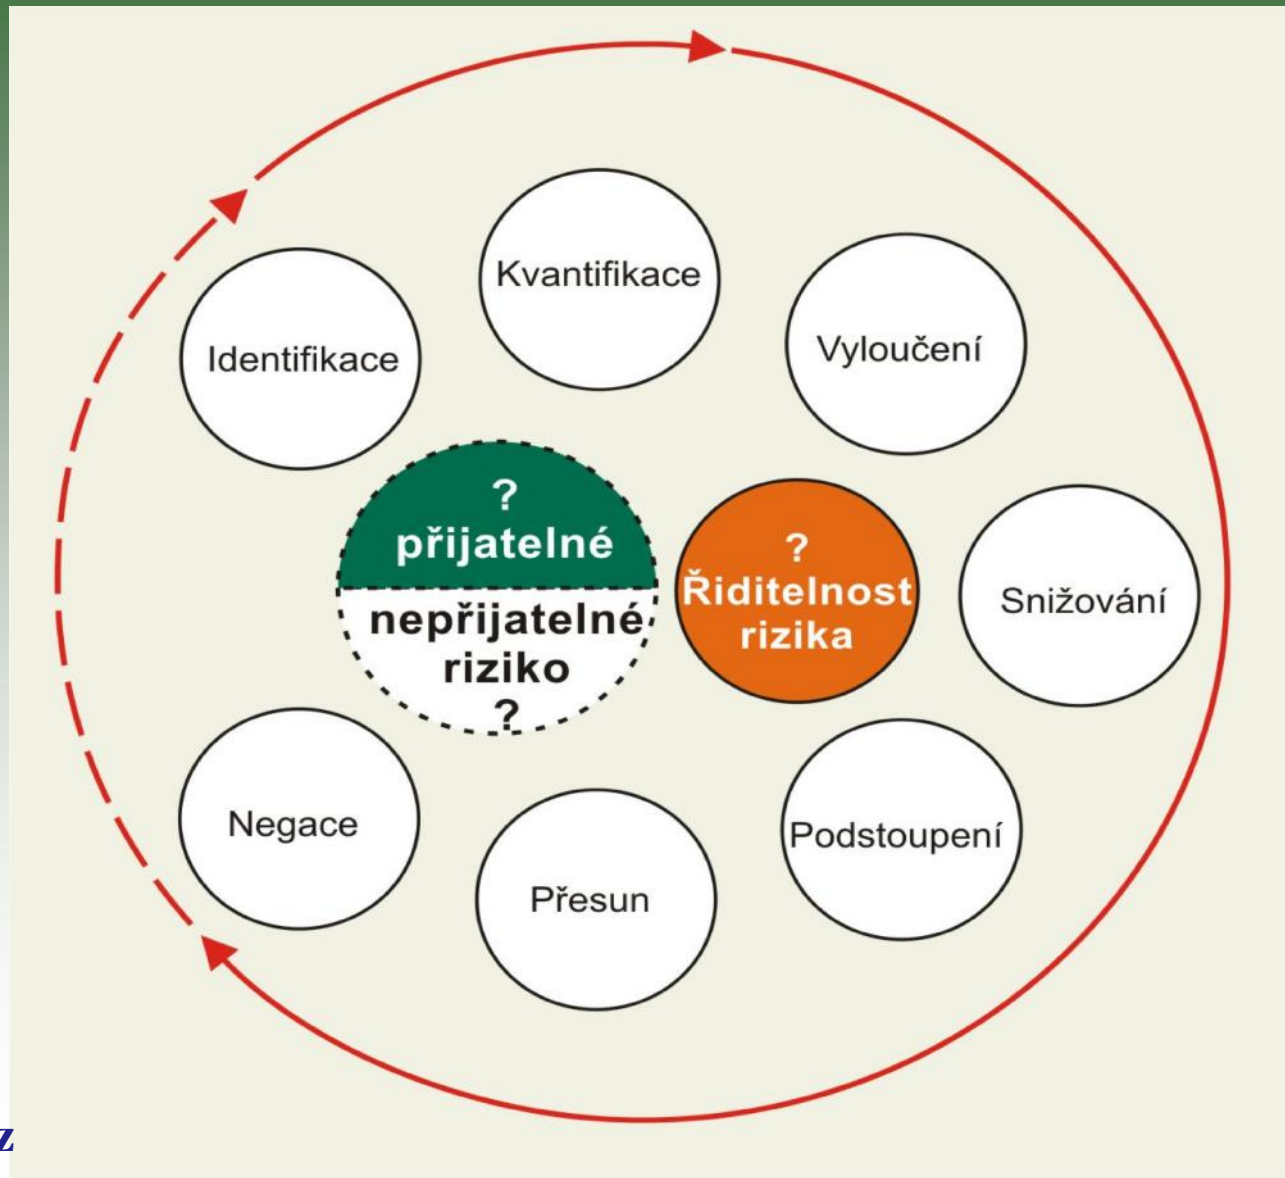 Kvantifikace
Vyloučení
Identifikace
?
přijatelné
nepřijatelné
riziko
?
?
Řiditelnost
rizika
Snižování
Negace
Podstoupení
Přesun
z